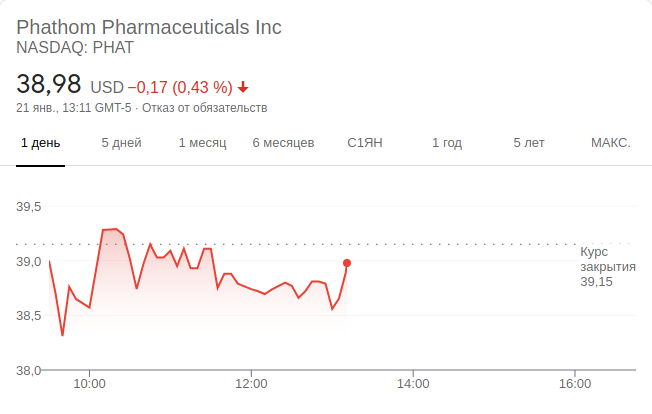 Phathom Pharmaceuticals Inc
NASDAQ: PHAT
38,98 USD −0,17 (0,43 %)
21 янв., 13:11 GMT-5 · Отказ от обязательств
1 день 5 дней 1 месяц 6 месяцев С1ЯН 1 год 5 лет МАКС.
39,5
39,0
38,5
38,0
Курс
закрытия
39,15
10:00 12:00 14:00 16:00